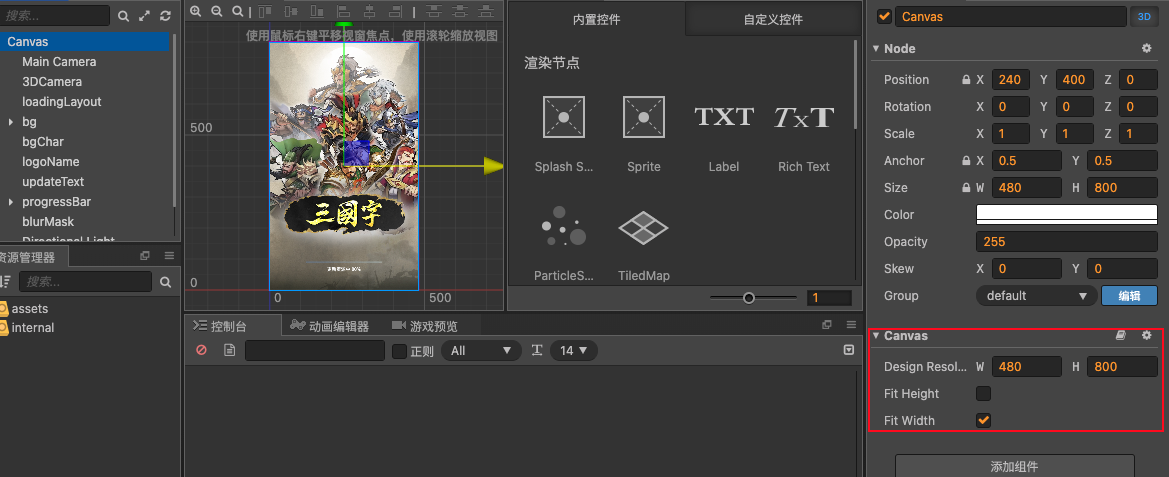 搜索...
Canvas
Main Camera
3DCamera
loadingLayout
bg
bgChar
logoName
updateText
progressBar
blurMask
Directional Light
资源管理器
搜索...
assets
internal
使用鼠标右键平移视窗焦点，使用滚轮缩放视图
500
0
0
500
三國字
内置控件
自定义控件
渲染节点
Splash S...
Sprite
TXT
Label
TxT
Rich Text
ParticleS...
TiledMap
1
控制台
动画编辑器
游戏预览
正则
All
14
Canvas
3D
Node
Position X 240 Y 400 Z 0
Rotation X 0 Y 0 Z 0
Scale X 1 Y 1 Z 1
Anchor X 0.5 Y 0.5
Size W 480 H 800
Color
Opacity 255
Skew X 0 Y 0
Group default 编辑
Canvas
Design Resol... W 480 H 800
Fit Height
Fit Width
添加组件